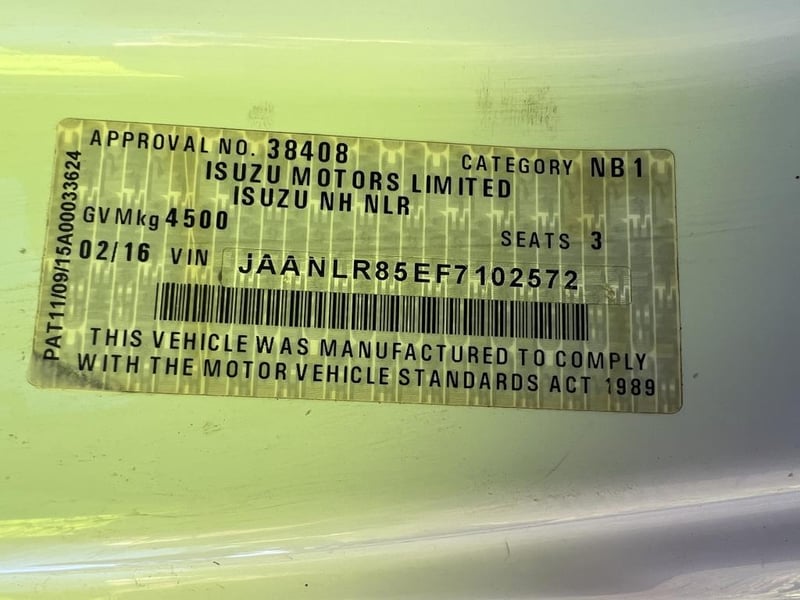 APPROVAL NO. 38408 CATEGORY NB1
ISUZU MOTORS LIMITED
ISUZU NH NLR
GVMkg 4500 SEATS 3
02/16 VIN JAANLR85EF7102572
THIS VEHICLE WAS MANUFACTURED TO COMPLY
WITH THE MOTOR VEHICLE STANDARDS ACT 1989
PAT11/09/15A00033624